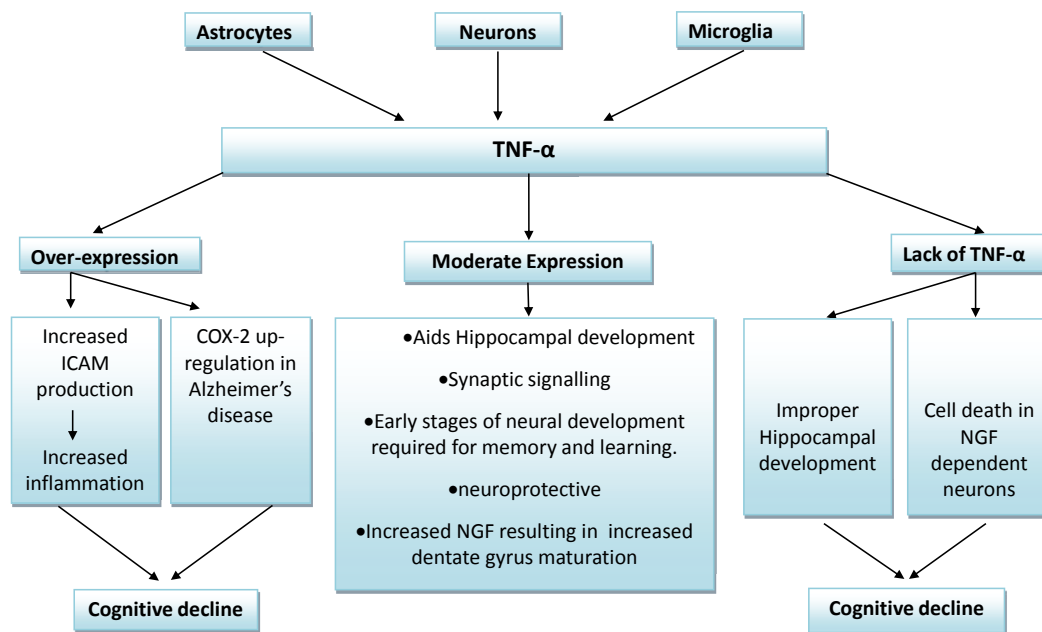 Astrocytes
Neurons
Microglia
TNF-α
Over-expression
Moderate Expression
Lack of TNF-α
Increased
ICAM
production
Increased
inflammation
COX-2 up-
regulation in
Alzheimer's
disease
•Aids Hippocampal development
•Synaptic signalling
•Early stages of neural development
required for memory and learning.
•neuroprotective
•Increased NGF resulting in increased
dentate gyrus maturation
Improper
Hippocampal
development
Cell death in
NGF
dependent
neurons
Cognitive decline
Cognitive decline